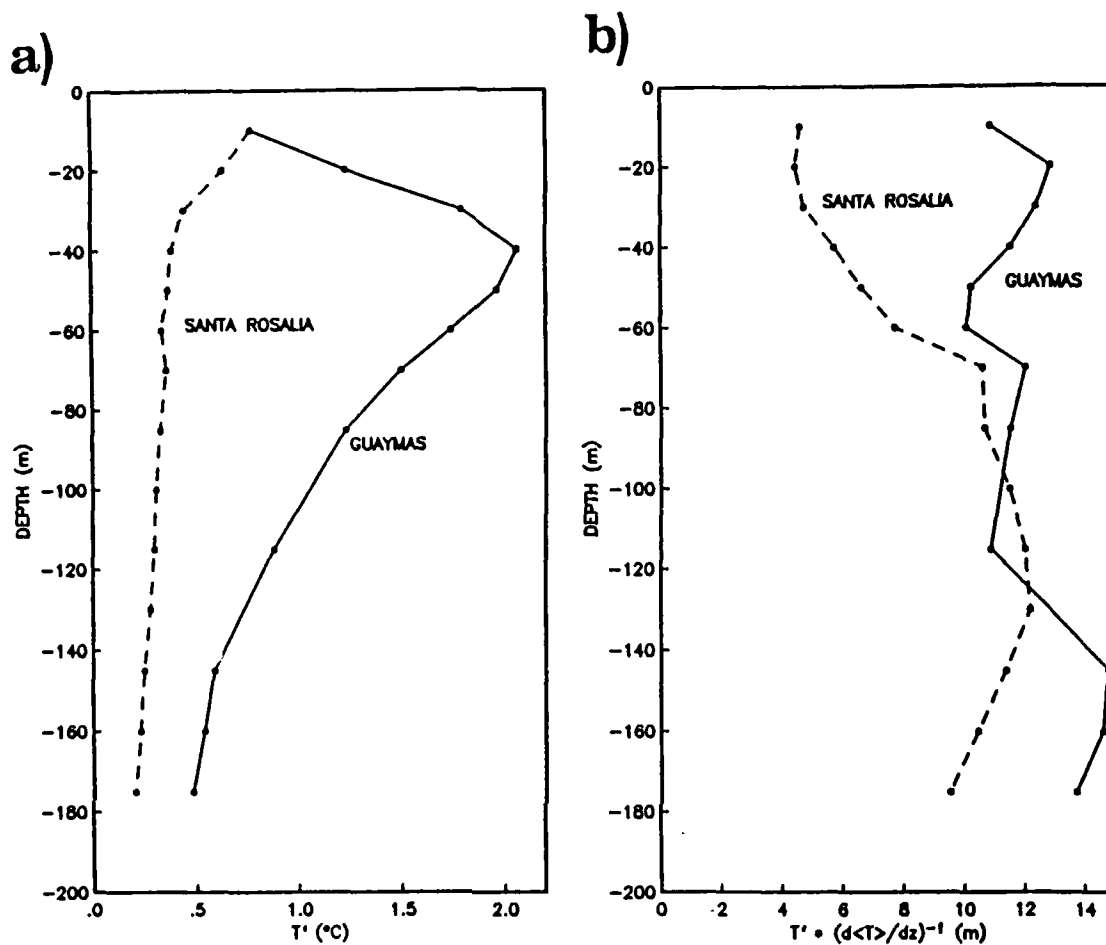 a)
0
-20
-40
-60
-80
-100
-120
-140
-160
-180
-200
DEPTH (m)
SANTA ROSALIA
GUAYMAS
.0 .5 1.0 1.5 2.0
T' (°C)
b)
0
-20
-40
-60
-80
-100
-120
-140
-160
-180
-200
DEPTH (m)
SANTA ROSALIA
GUAYMAS
0 2 4 6 8 10 12 14
T' * (d<T>/dz)⁻¹ (m)